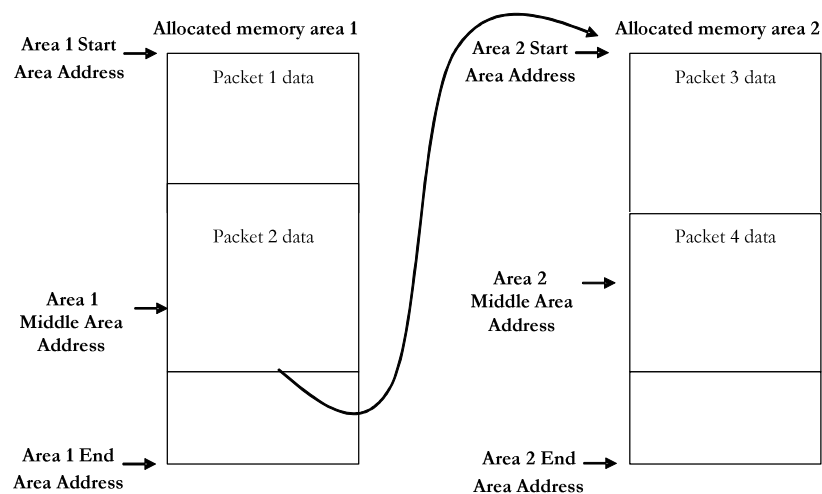 Allocated memory area 1
Area 1 Start
Area Address
Packet 1 data
Packet 2 data
Area 1
Middle Area
Address
Area 1 End
Area Address
Allocated memory area 2
Area 2 Start
Area Address
Packet 3 data
Packet 4 data
Area 2
Middle Area
Address
Area 2 End
Area Address